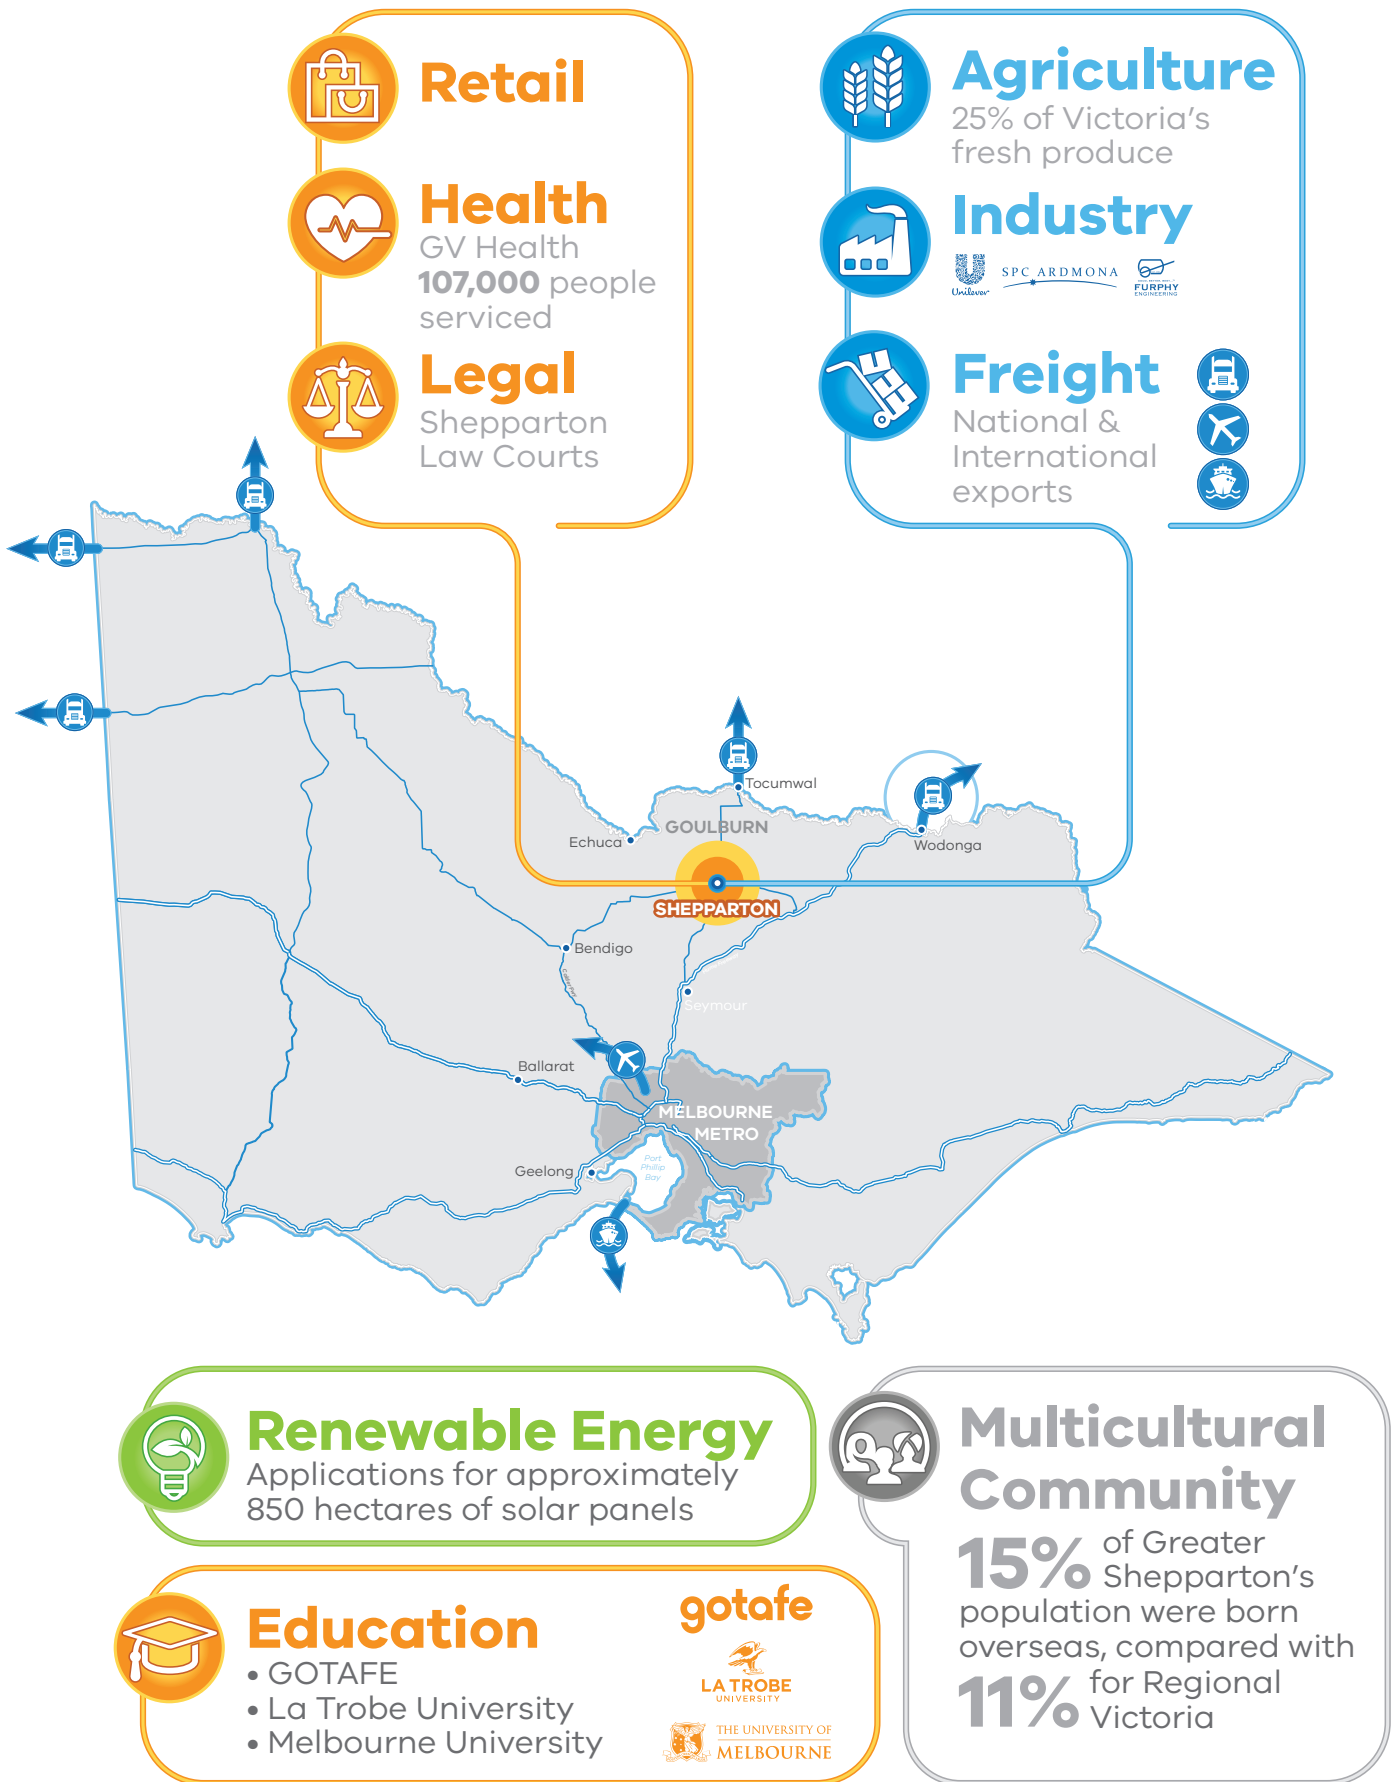 Retail
Health
GV Health
107,000 people
serviced
Legal
Shepparton
Law Courts
Agriculture
25% of Victoria's
fresh produce
Industry
Unilever
SPC ARDMONA
FURPHY
ENGINEERING
Freight
National &
International
exports
Tocumwal
GOULBURN
Echuca
Wodonga
SHEPPARTON
Bendigo
Seymour
Ballarat
MELBOURNE
METRO
Geelong
Port
Phillip
Bay
Renewable Energy
Applications for approximately
850 hectares of solar panels
Education
• GOTAFE
• La Trobe University
• Melbourne University
gotafe
LA TROBE
UNIVERSITY
THE UNIVERSITY OF
MELBOURNE
Multicultural
Community
15% of Greater
Shepparton's
population were born
overseas, compared with
11% for Regional
Victoria